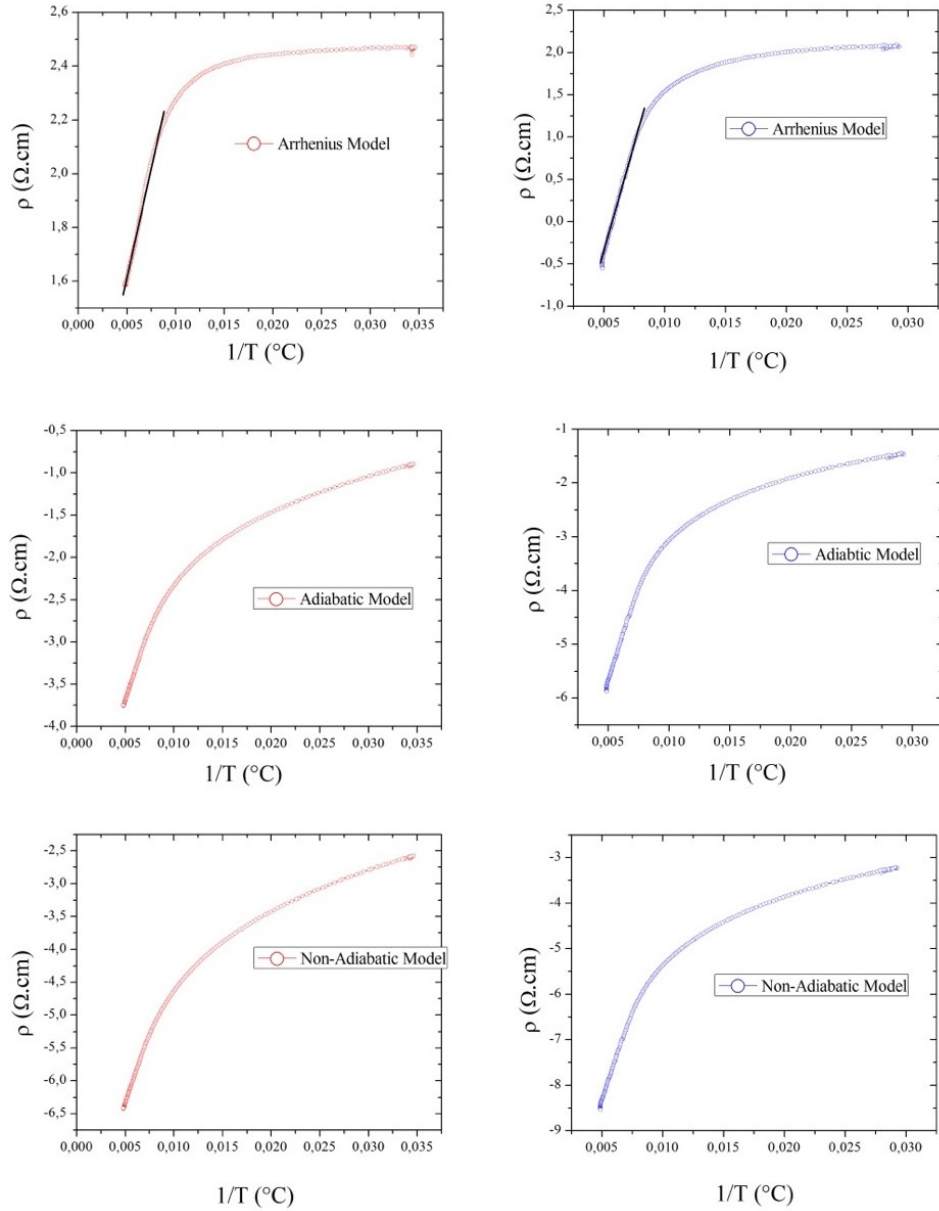 2,6
2,4
2,2
2,0
1,8
1,6
ρ (Ω.cm)
Arrhenius Model
0,000 0,005 0,010 0,015 0,020 0,025 0,030 0,035
1/T (°C)
2,5
2,0
1,5
1,0
0,5
0,0
-0,5
-1,0
ρ (Ω.cm)
Arrhenius Model
0,005 0,010 0,015 0,020 0,025 0,030
1/T (°C)
-0,5
-1,0
-1,5
-2,0
-2,5
-3,0
-3,5
-4,0
ρ (Ω.cm)
Adiabatic Model
0,000 0,005 0,010 0,015 0,020 0,025 0,030 0,035
1/T (°C)
-1
-2
-3
-4
-5
-6
ρ (Ω.cm)
Adiabtic Model
0,005 0,010 0,015 0,020 0,025 0,030
1/T (°C)
-2,5
-3,0
-3,5
-4,0
-4,5
-5,0
-5,5
-6,0
-6,5
ρ (Ω.cm)
Non-Adiabatic Model
0,000 0,005 0,010 0,015 0,020 0,025 0,030 0,035
1/T (°C)
-3
-4
-5
-6
-7
-8
-9
ρ (Ω.cm)
Non-Adiabatic Model
0,005 0,010 0,015 0,020 0,025 0,030
1/T (°C)